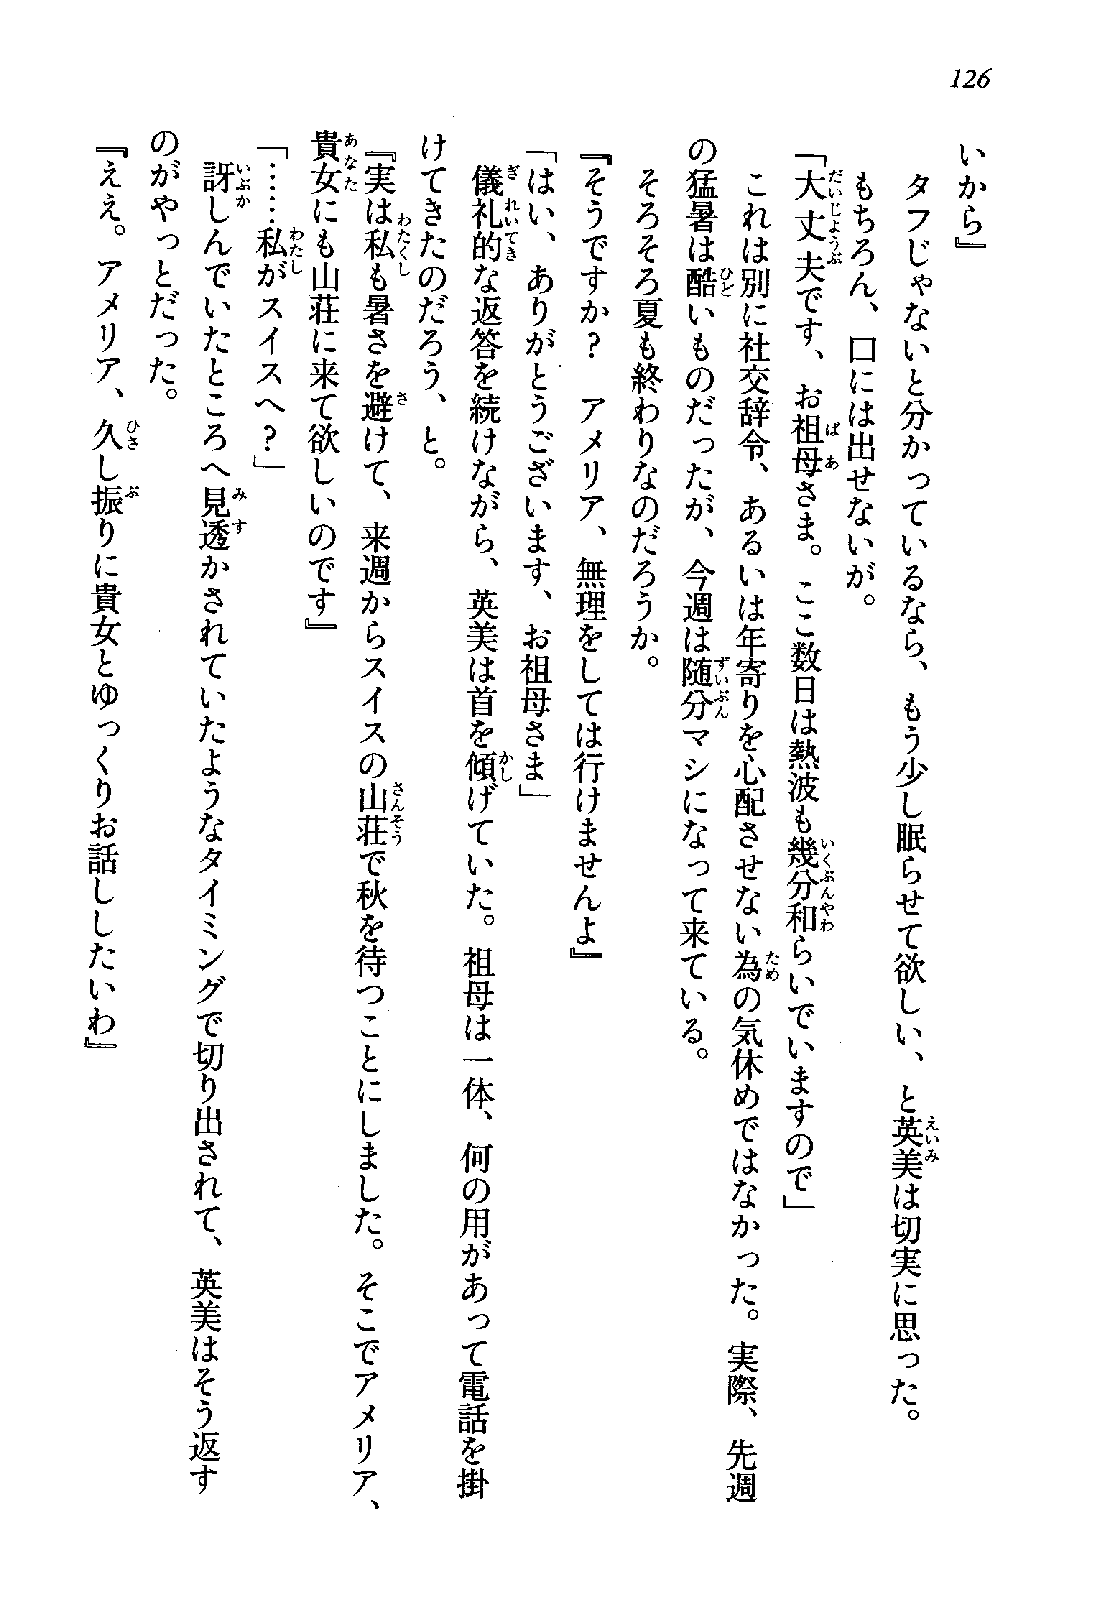 126
いから』
　タフじゃないと分かっているなら、もう少し眠らせて欲しい、と英美は切実に思った。
　もちろん、口には出せないが。
「大丈夫です、お祖母さま。ここ数日は熱波も幾分和らいでいますので」
　これは別に社交辞令、あるいは年寄りを心配させない為の気休めではなかった。実際、先週
の猛暑は酷いものだったが、今週は随分マシになって来ている。
　そろそろ夏も終わりなのだろうか。
『そうですか？　アメリア、無理をしては行けませんよ』
「はい、ありがとうございます、お祖母さま」
　儀礼的な返答を続けながら、英美は首を傾げていた。祖母は一体、何の用があって電話を掛
けてきたのだろう、と。
『実は私も暑さを避けて、来週からスイスの山荘で秋を待つことにしました。そこでアメリア、
貴女にも山荘に来て欲しいのです』
「……私がスイスへ？」
　訝しんでいたところへ見透かされていたようなタイミングで切り出されて、英美はそう返す
のがやっとだった。
『ええ。アメリア、久し振りに貴女とゆっくりお話ししたいわ』